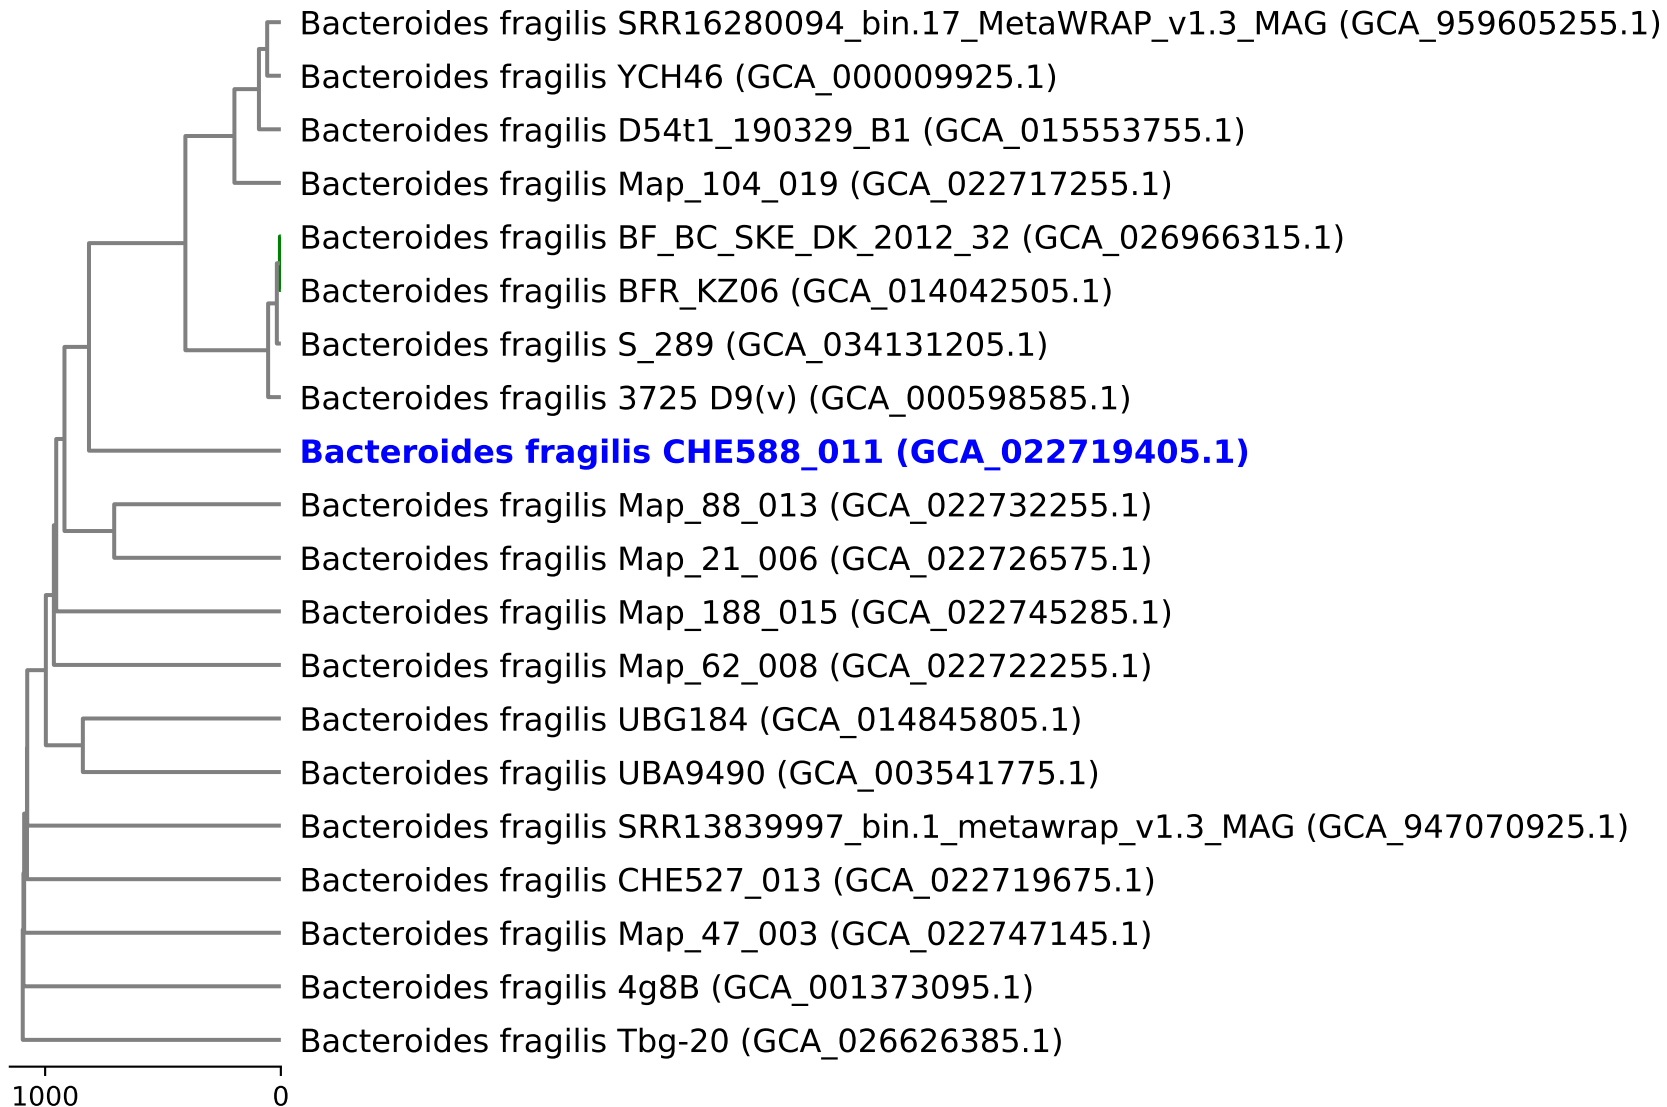 Bacteroides fragilis SRR16280094_bin.17_MetaWRAP_v1.3_MAG (GCA_959605255.1)
Bacteroides fragilis YCH46 (GCA_000009925.1)
Bacteroides fragilis D54t1_190329_B1 (GCA_015553755.1)
Bacteroides fragilis Map_104_019 (GCA_022717255.1)
Bacteroides fragilis BF_BC_SKE_DK_2012_32 (GCA_026966315.1)
Bacteroides fragilis BFR_KZ06 (GCA_014042505.1)
Bacteroides fragilis S_289 (GCA_034131205.1)
Bacteroides fragilis 3725 D9(v) (GCA_000598585.1)
Bacteroides fragilis CHE588_011 (GCA_022719405.1)
Bacteroides fragilis Map_88_013 (GCA_022732255.1)
Bacteroides fragilis Map_21_006 (GCA_022726575.1)
Bacteroides fragilis Map_188_015 (GCA_022745285.1)
Bacteroides fragilis Map_62_008 (GCA_022722255.1)
Bacteroides fragilis UBG184 (GCA_014845805.1)
Bacteroides fragilis UBA9490 (GCA_003541775.1)
Bacteroides fragilis SRR13839997_bin.1_metawrap_v1.3_MAG (GCA_947070925.1)
Bacteroides fragilis CHE527_013 (GCA_022719675.1)
Bacteroides fragilis Map_47_003 (GCA_022747145.1)
Bacteroides fragilis 4g8B (GCA_001373095.1)
Bacteroides fragilis Tbg-20 (GCA_026626385.1)
1000 0